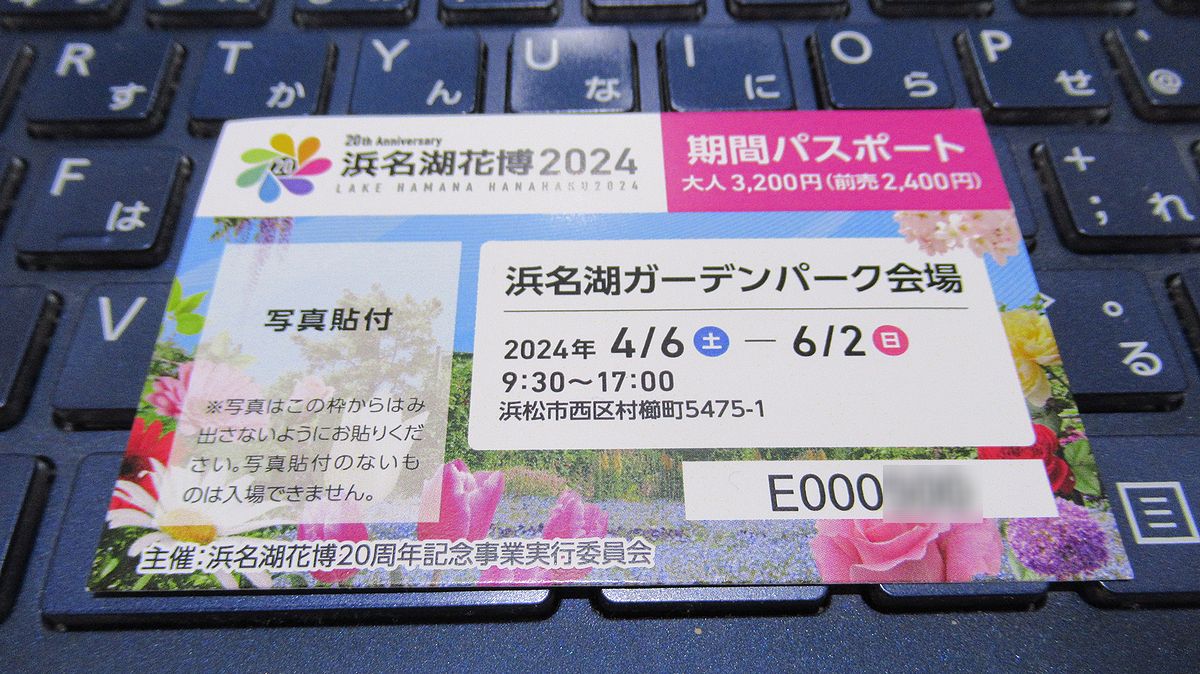 R
す
T
か
Y
ん
U
な
I
に
O
ら
P
せ
`
@
F
は
+
;
れ
V
。
る
20
20th Anniversary
浜名湖花博2024
LAKE HAMANA HANAHAKU2024
期間パスポート
大人3,200円(前売2,400円)
写真貼付
※写真はこの枠からはみ
出さないようにお貼りくだ
さい。写真貼付のないも
のは入場できません。
浜名湖ガーデンパーク会場
2024年 4/6 土 — 6/2 日
9:30〜17:00
浜松市西区村櫛町5475-1
E000
主催:浜名湖花博20周年記念事業実行委員会